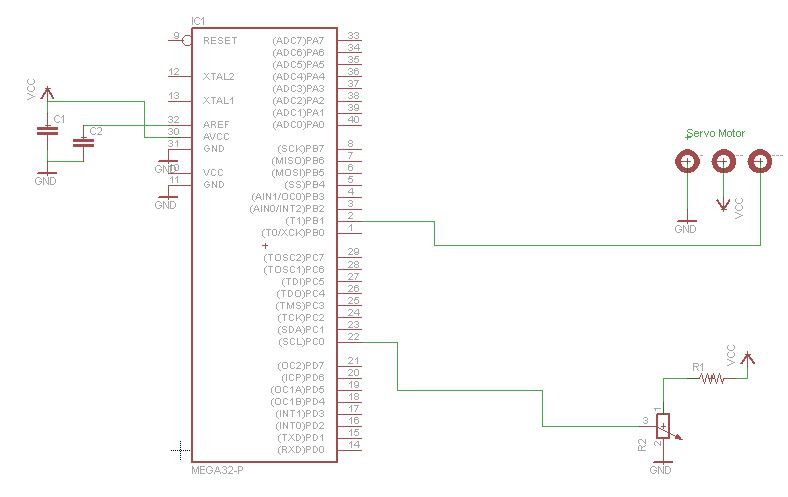 IC1
9 RESET (ADC7)PA7 33
(ADC6)PA6 34
(ADC5)PA5 35
12 XTAL2 (ADC4)PA4 36
(ADC3)PA3 37
VCC
13 XTAL1 (ADC2)PA2 38
(ADC1)PA1 39
C1
32 AREF (ADC0)PA0 40
C2
30 AVCC
Servo Motor
31 GND (SCK)PB7 8
(MISO)PB6 7
GND
10 VCC (MOSI)PB5 6
GND
11 GND (SS)PB4 5
(AIN1/OC0)PB3 4
GND
(AIN0/INT2)PB2 3
VCC
(T1)PB1 2
GND
(T0/XCK)PB0 1
(TOSC2)PC7 29
(TOSC1)PC6 28
(TDI)PC5 27
(TDO)PC4 26
(TMS)PC3 25
(TCK)PC2 24
(SDA)PC1 23
(SCL)PC0 22
VCC
(OC2)PD7 21
R1
(ICP)PD6 20
(OC1A)PD5 19
(OC1B)PD4 18
1
(INT1)PD3 17
3
(INT0)PD2 16
(TXD)PD1 15
2
R2
(RXD)PD0 14
GND
MEGA32-P